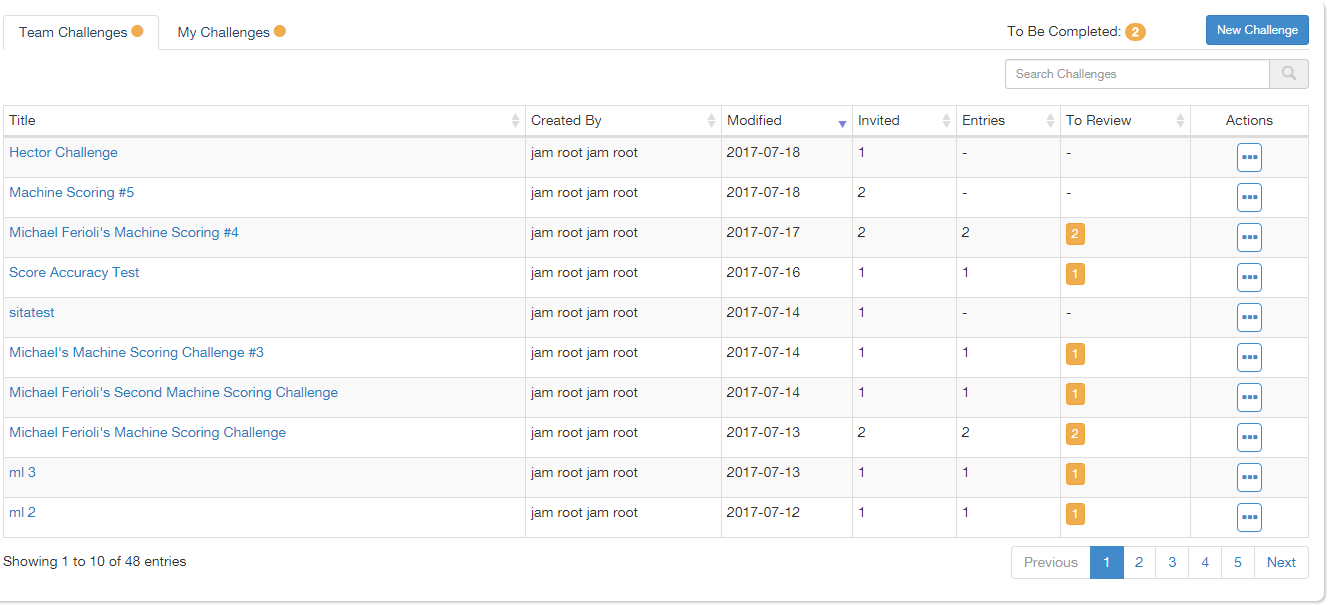 Team Challenges My Challenges To Be Completed: 2 New Challenge
Search Challenges
Title Created By Modified Invited Entries To Review Actions
Hector Challenge jam root jam root 2017-07-18 1 - -
Machine Scoring #5 jam root jam root 2017-07-18 2 - -
Michael Ferioli's Machine Scoring #4 jam root jam root 2017-07-17 2 2 2
Score Accuracy Test jam root jam root 2017-07-16 1 1 1
sitatest jam root jam root 2017-07-14 1 - -
Michael's Machine Scoring Challenge #3 jam root jam root 2017-07-14 1 1 1
Michael Ferioli's Second Machine Scoring Challenge jam root jam root 2017-07-14 1 1 1
Michael Ferioli's Machine Scoring Challenge jam root jam root 2017-07-13 2 2 2
ml 3 jam root jam root 2017-07-13 1 1 1
ml 2 jam root jam root 2017-07-12 1 1 1
Showing 1 to 10 of 48 entries Previous 1 2 3 4 5 Next